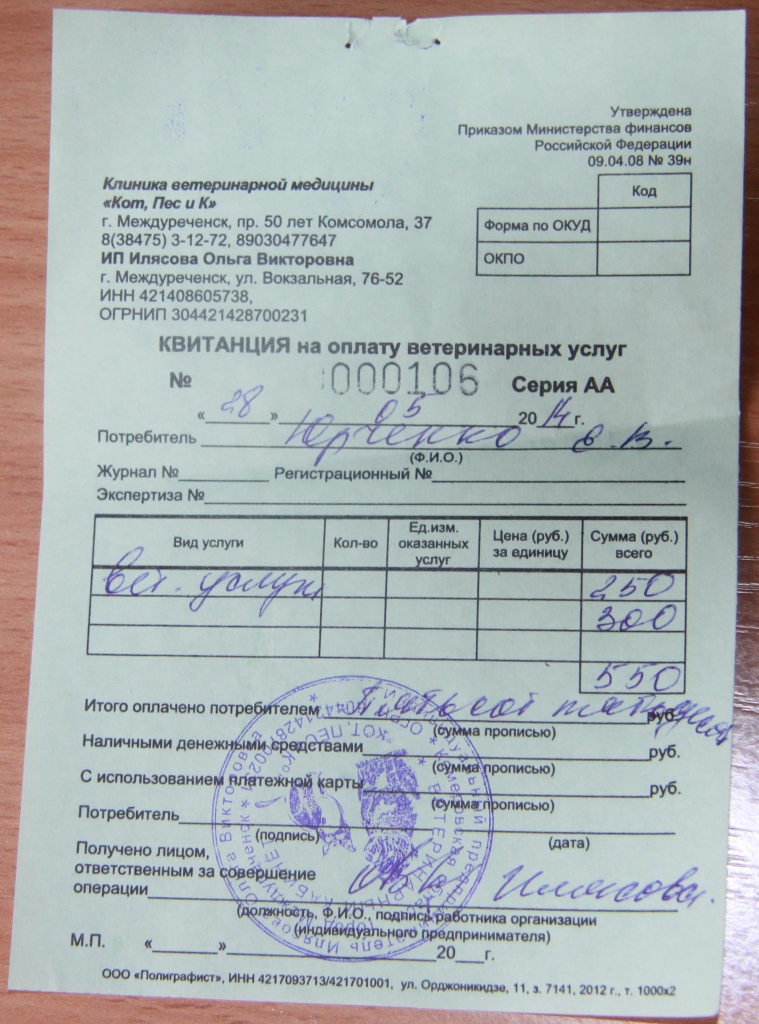 Утверждена
Приказом Министерства финансов
Российской Федерации
09.04.08 № 39н
Код
Форма по ОКУД
ОКПО
Клиника ветеринарной медицины
«Кот, Пес и К»
г. Междуреченск, пр. 50 лет Комсомола, 37
8(38475) 3-12-72, 89030477647
ИП Илясова Ольга Викторовна
г. Междуреченск, ул. Вокзальная, 76-52
ИНН 421408605738,
ОГРНИП 304421428700231
КВИТАНЦИЯ на оплату ветеринарных услуг
№ 000106 Серия АА
« 28 » 05 2014 г.
Потребитель Юрченко
(Ф.И.О.)
Журнал № Регистрационный №
Экспертиза №
Вид услуги Кол-во Ед.изм. оказанных услуг Цена (руб.) за единицу Сумма (руб.) всего
вет. услуги 250
300
550
Итого оплачено потребителем Пятьсот пятьдесят руб.
(сумма прописью)
Наличными денежными средствами руб.
(сумма прописью)
С использованием платежной карты руб.
(сумма прописью)
Потребитель
(подпись) (дата)
Получено лицом,
ответственным за совершение
операции Илясова
(должность, Ф.И.О., подпись работника организации
(индивидуального предпринимателя)
М.П. « » 20 г.
ООО «Полиграфист», ИНН 4217093713/421701001, ул. Орджоникидзе, 11, з. 7141, 2012 г., т. 1000х2